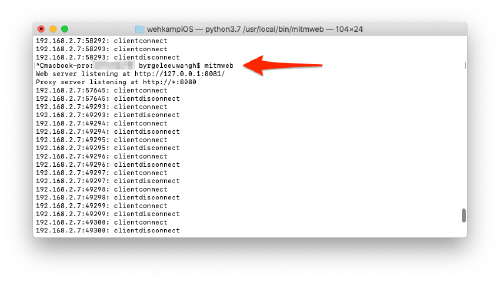 wehkampiOS — python3.7 /usr/local/bin/mitmweb — 104×24
192.168.2.7:58292: clientconnect
192.168.2.7:58293: clientconnect
192.168.2.7:58293: clientdisconnect
^Cmacbook-pro: byrgeleeuwangh$ mitmweb
Web server listening at http://127.0.0.1:8081/
Proxy server listening at http://*:8080
192.168.2.7:57645: clientconnect
192.168.2.7:57645: clientdisconnect
192.168.2.7:49293: clientconnect
192.168.2.7:49293: clientdisconnect
192.168.2.7:49294: clientconnect
192.168.2.7:49294: clientdisconnect
192.168.2.7:49295: clientconnect
192.168.2.7:49295: clientdisconnect
192.168.2.7:49296: clientconnect
192.168.2.7:49296: clientdisconnect
192.168.2.7:49297: clientconnect
192.168.2.7:49297: clientdisconnect
192.168.2.7:49298: clientconnect
192.168.2.7:49298: clientdisconnect
192.168.2.7:49299: clientconnect
192.168.2.7:49299: clientdisconnect
192.168.2.7:49300: clientconnect
192.168.2.7:49300: clientdisconnect